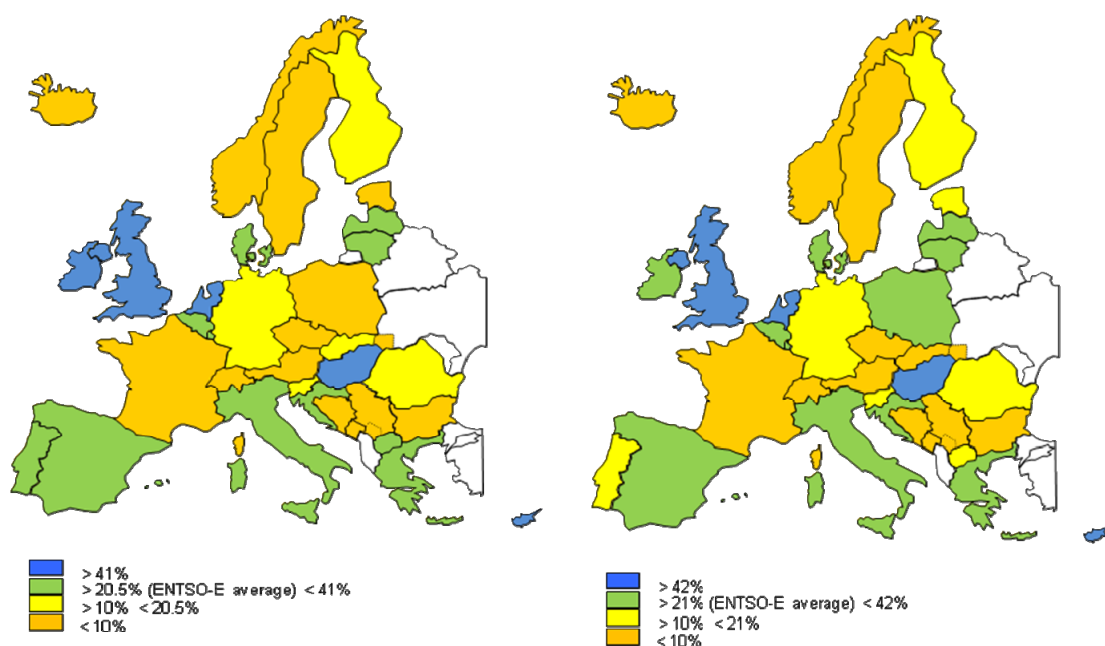 > 41%
> 20.5% (ENTSO-E average) < 41%
> 10% < 20.5%
< 10%
> 42%
> 21% (ENTSO-E average) < 42%
> 10% < 21%
< 10%